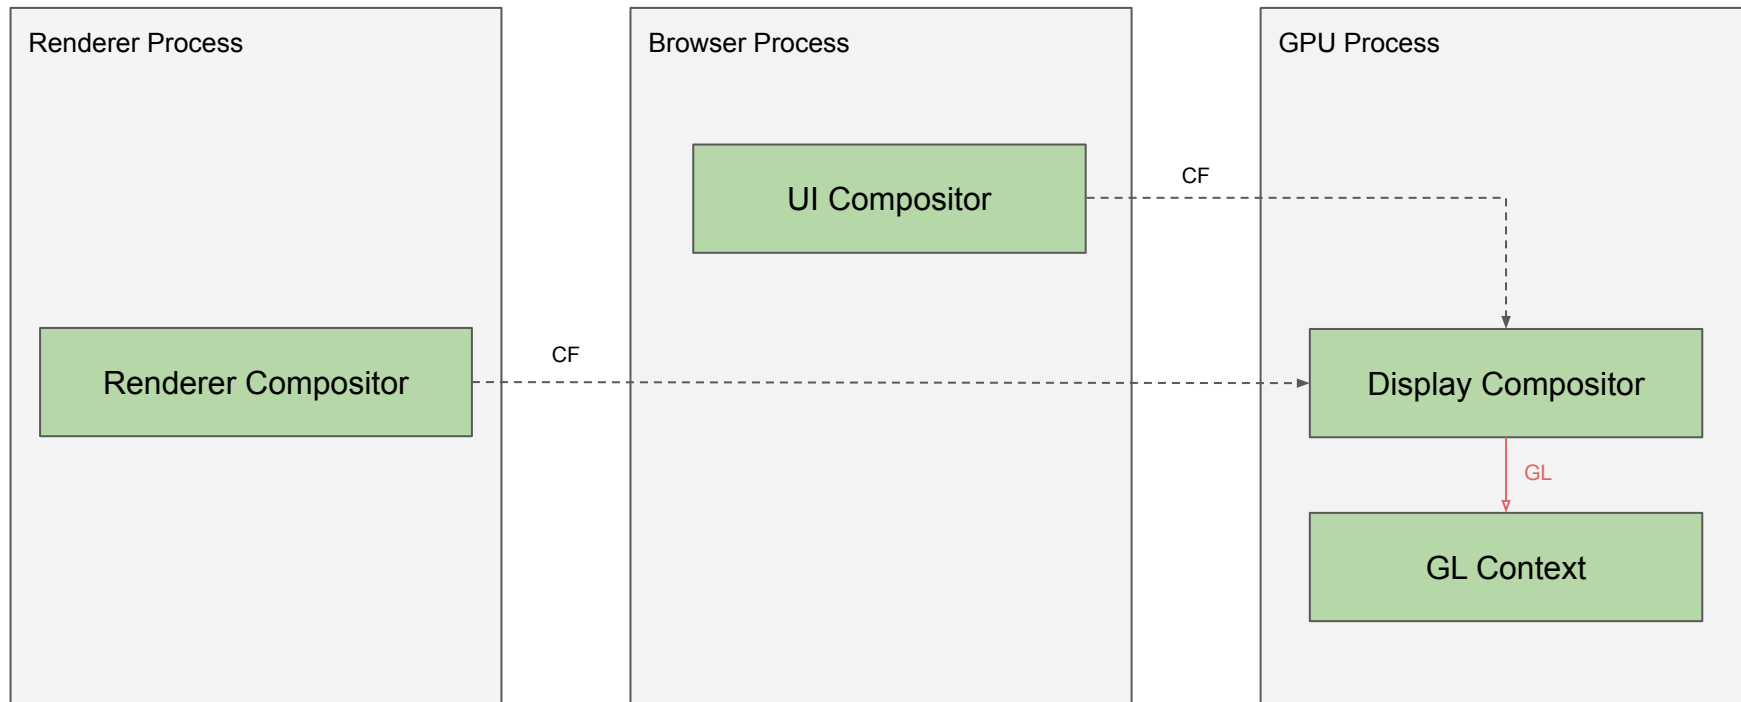 Renderer Process
Browser Process
GPU Process
UI Compositor
CF
Renderer Compositor
CF
Display Compositor
GL
GL Context